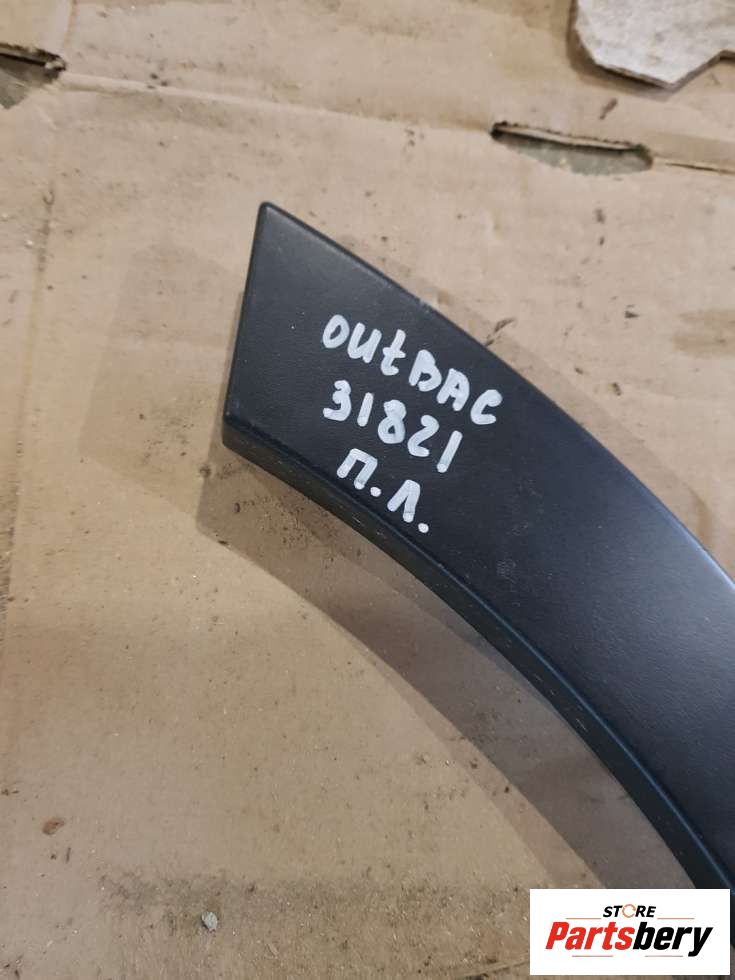 outBAC
31821
П.Л.
STORE
Partsbery